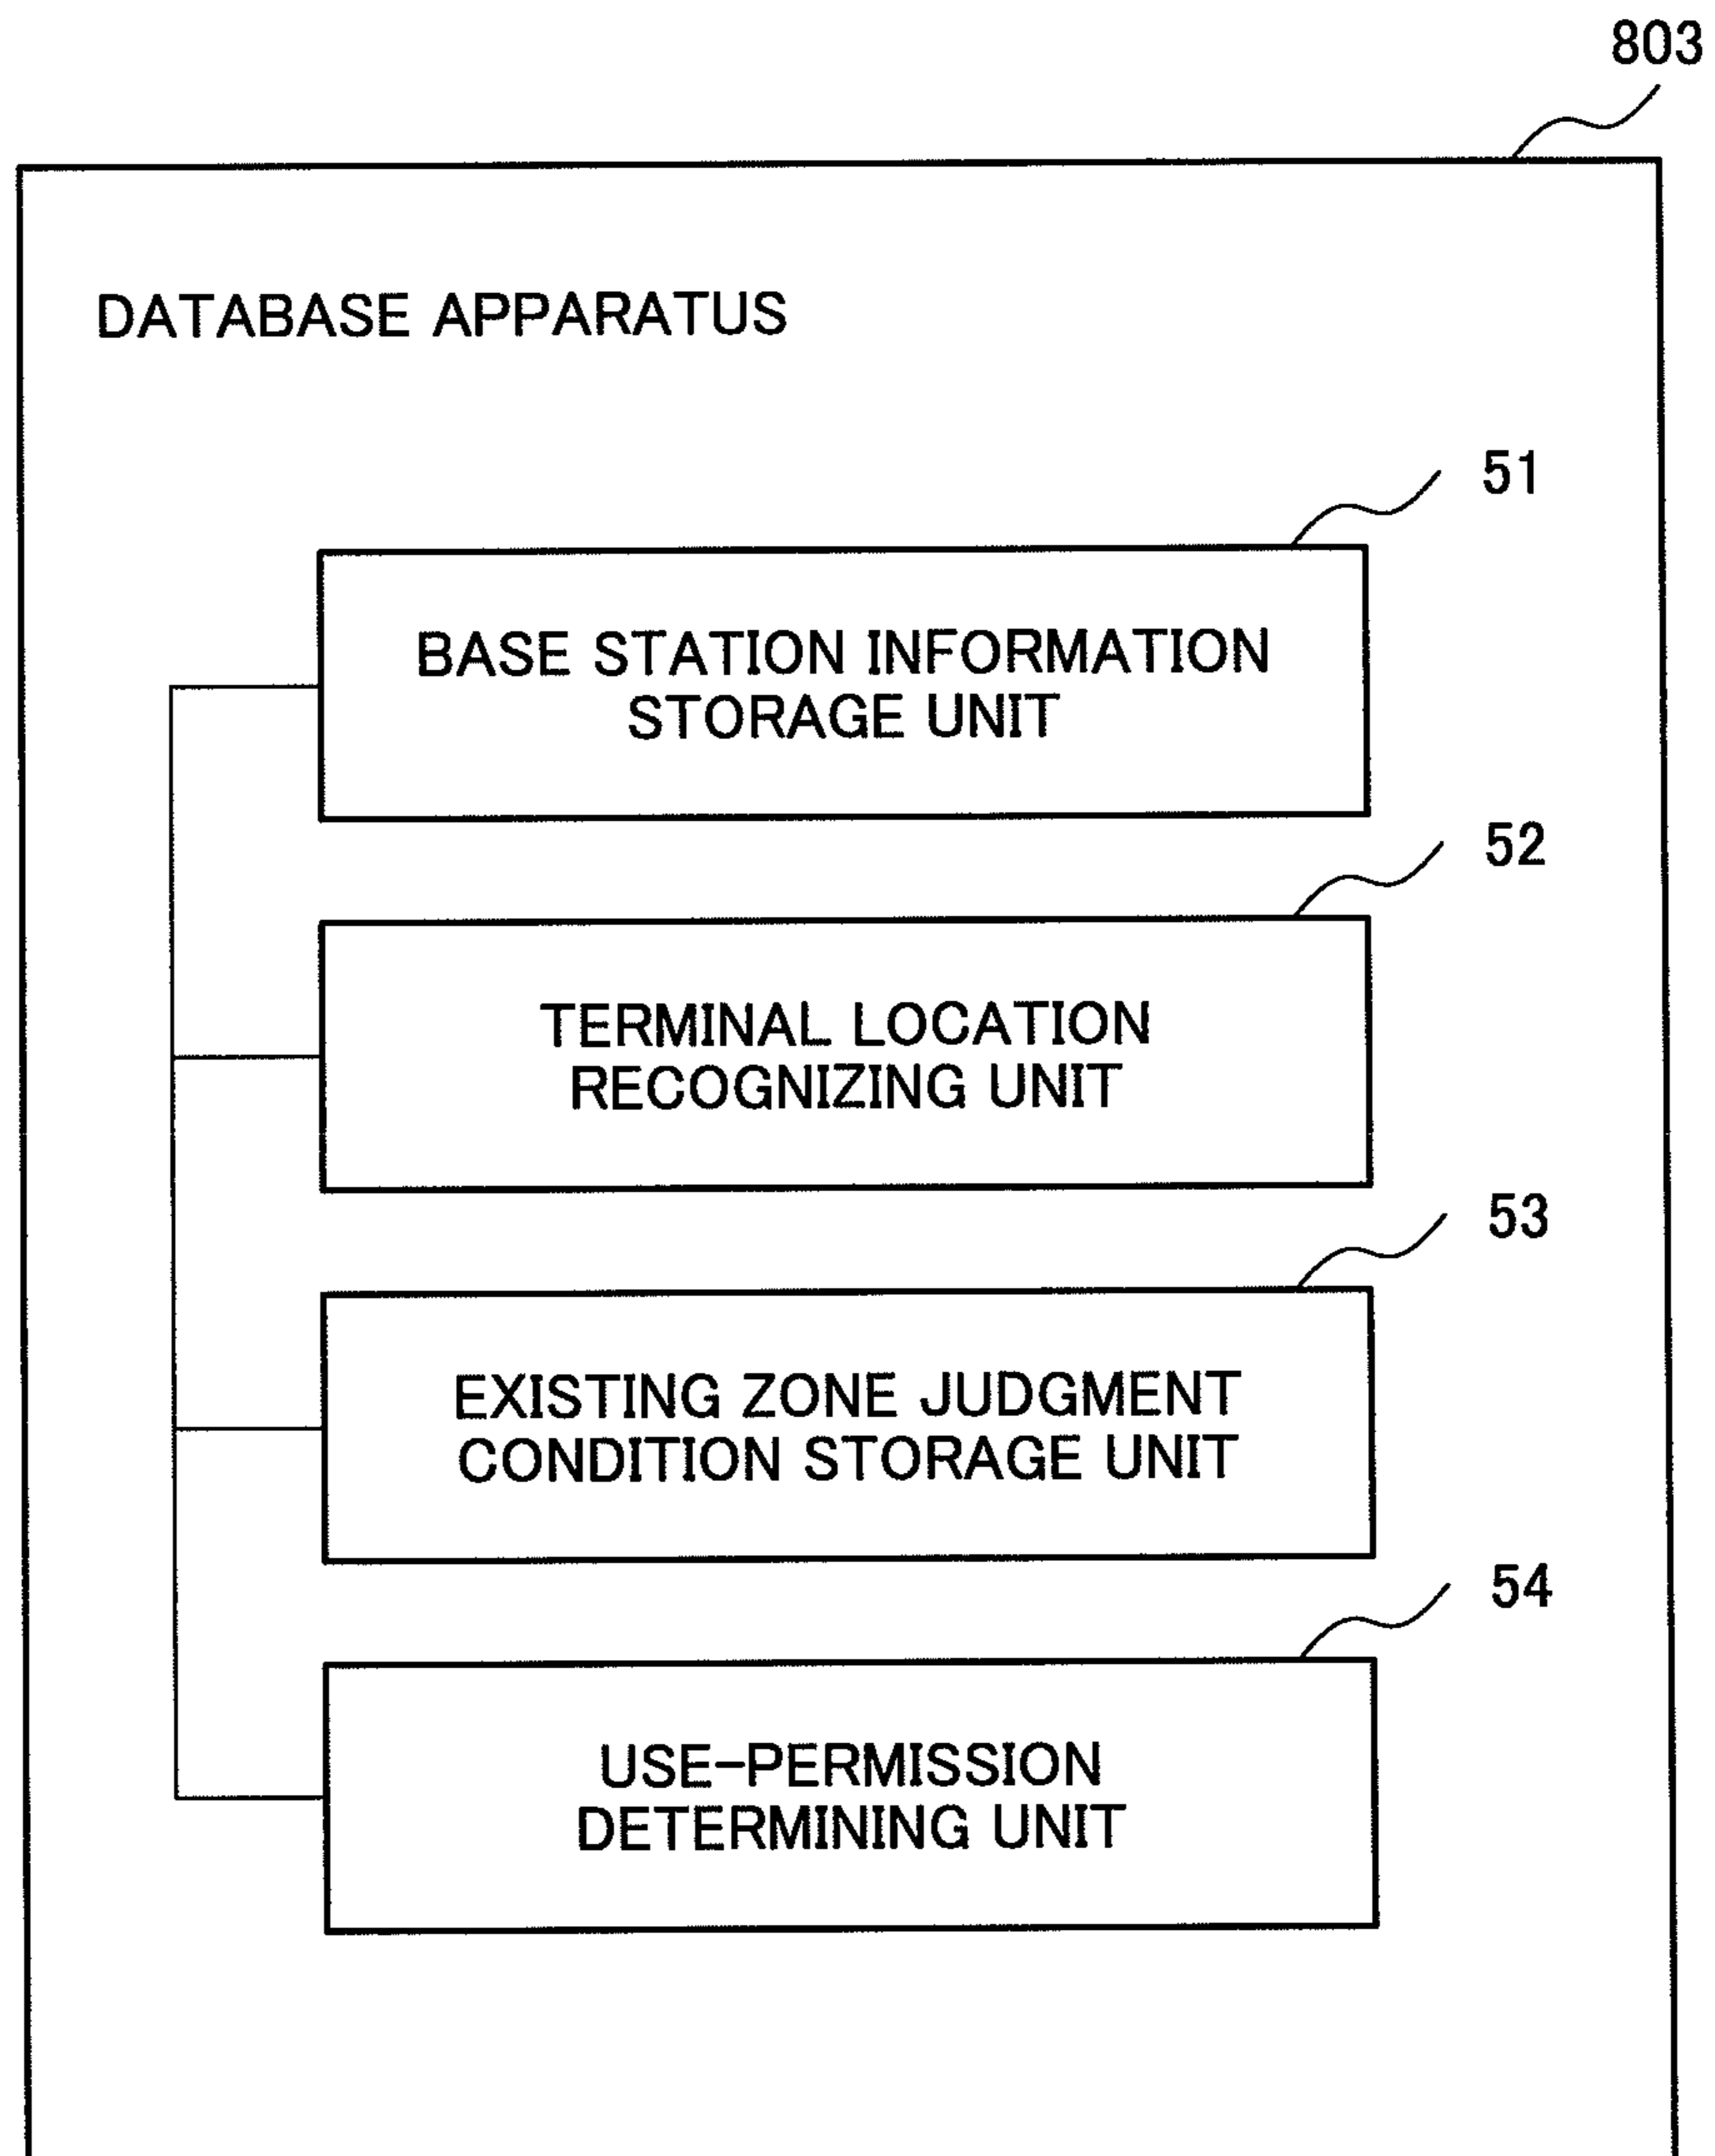 803
DATABASE APPARATUS
51
BASE STATION INFORMATION
STORAGE UNIT
52
TERMINAL LOCATION
RECOGNIZING UNIT
53
EXISTING ZONE JUDGMENT
CONDITION STORAGE UNIT
54
USE-PERMISSION
DETERMINING UNIT